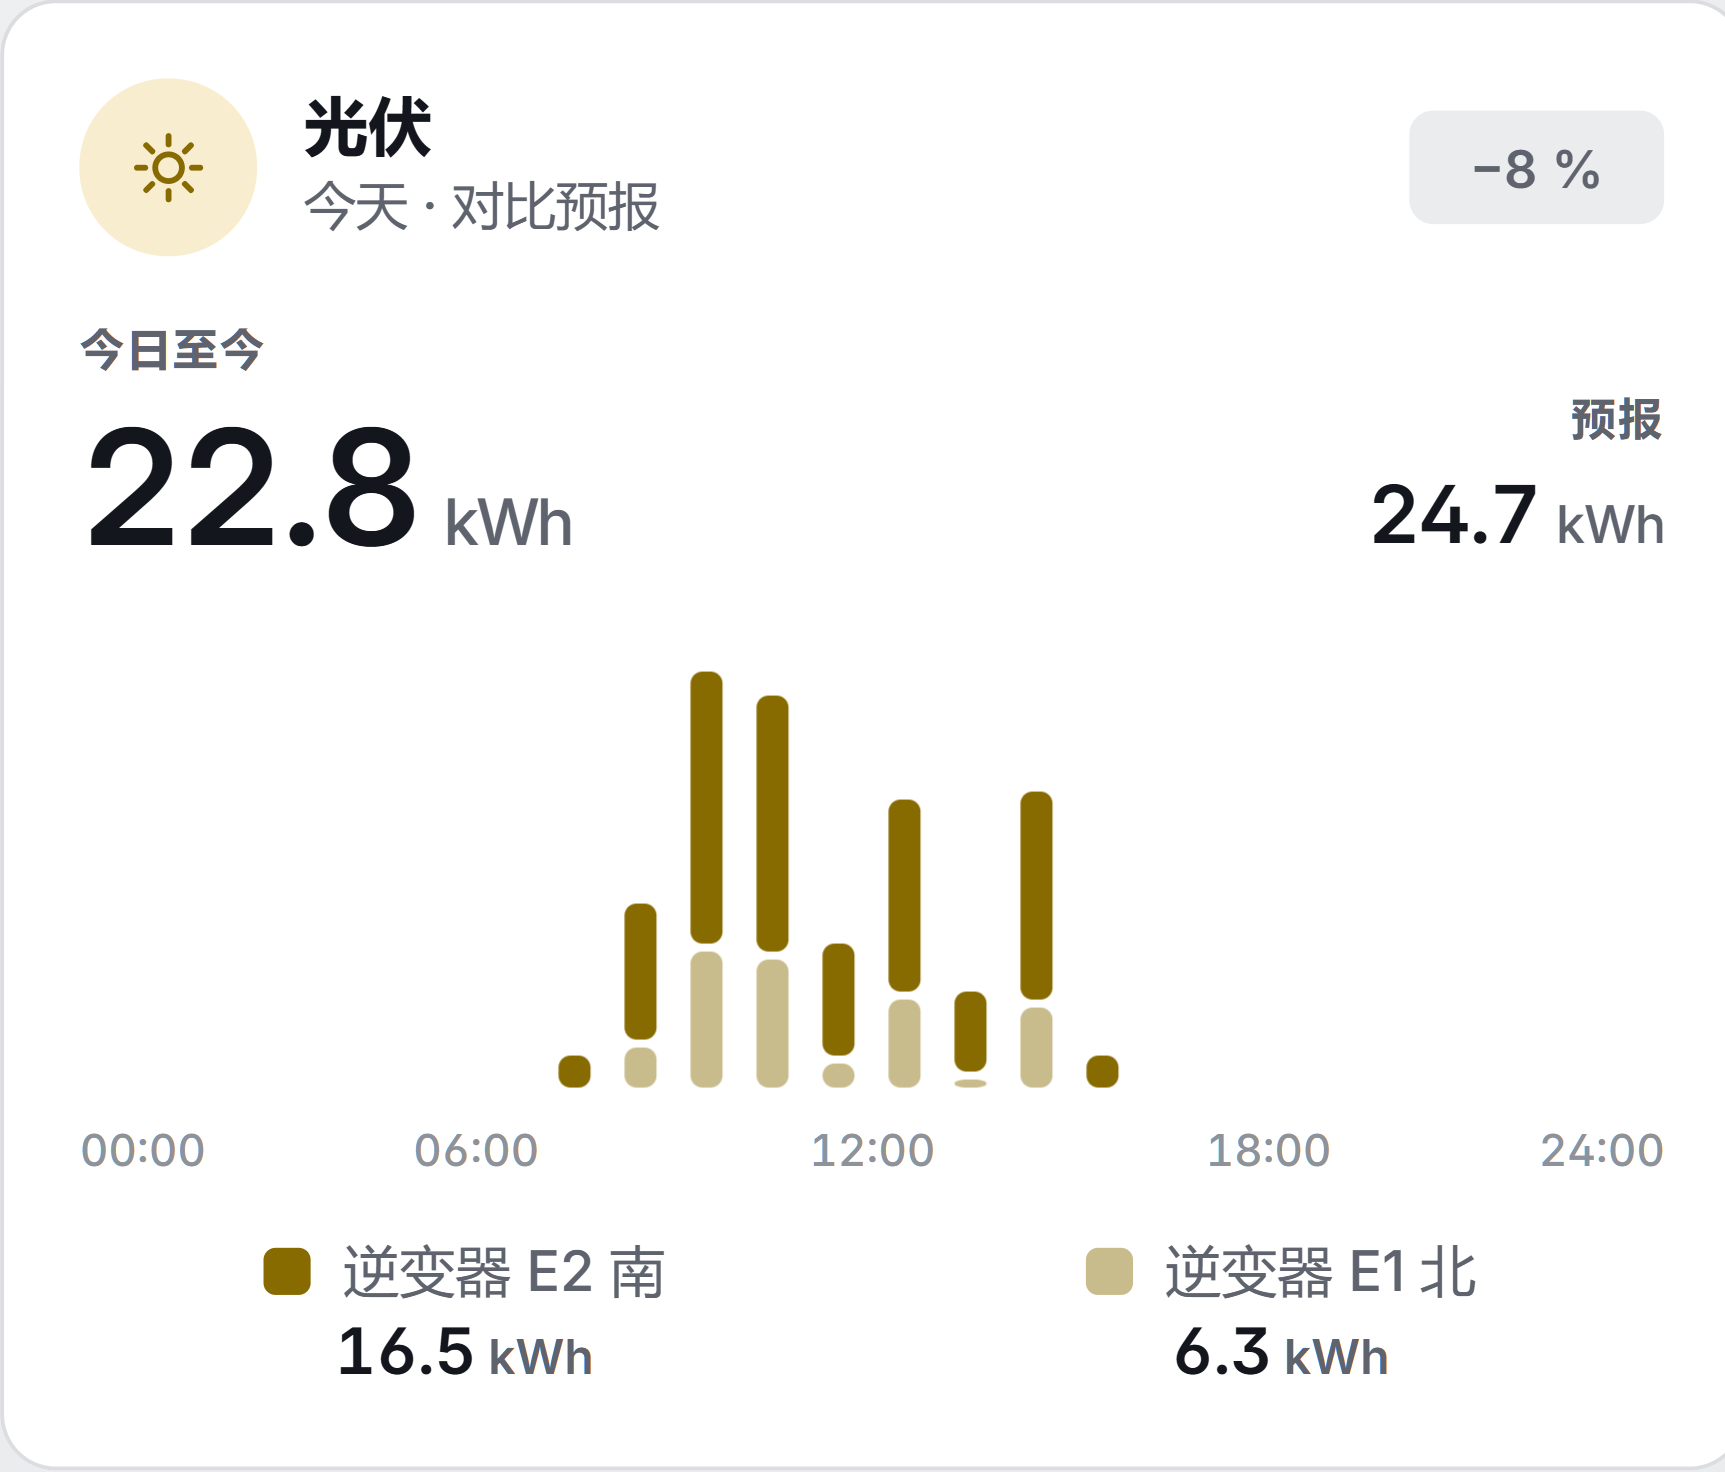 光伏
今天 · 对比预报
−8 %
今日至今
22.8 kWh
预报
24.7 kWh
00:00 06:00 12:00 18:00 24:00
逆变器 E2 南
16.5 kWh
逆变器 E1 北
6.3 kWh